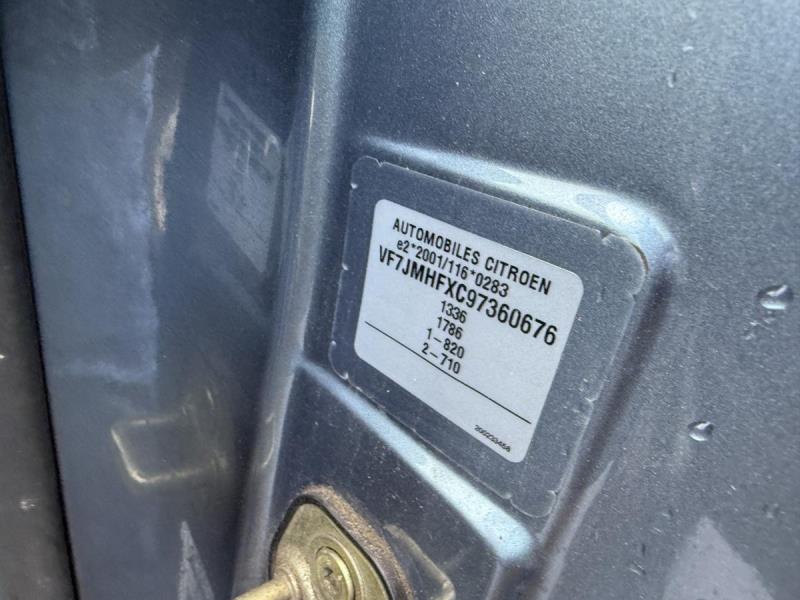 AUTOMOBILES CITROEN
e2*2001/116*0283
VF7JMHFXC97360676
1336
1786
1-820
2-710